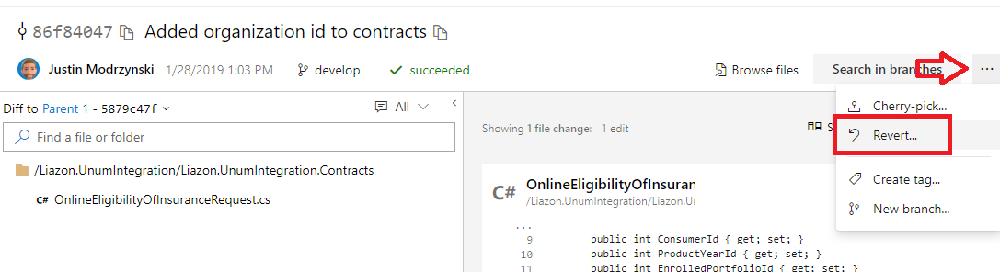 86f84047 Added organization id to contracts
Justin Modrzynski 1/28/2019 1:03 PM develop succeeded Browse files Search in branches ...
Diff to Parent 1 - 5879c47f All
Cherry-pick...
Find a file or folder
Showing 1 file change: 1 edit S
Revert...
/Liazon.UnumIntegration/Liazon.UnumIntegration.Contracts
Create tag...
C# OnlineEligibilityOfInsuranceRequest.cs
C# OnlineEligibilityOfInsuran
/Liazon.UnumIntegration/Liazon.Ur
New branch...
...
9 public int ConsumerId { get; set; }
10 public int ProductYearId { get; set; }
11 public int EnrolledPortfolioId { get; set; }